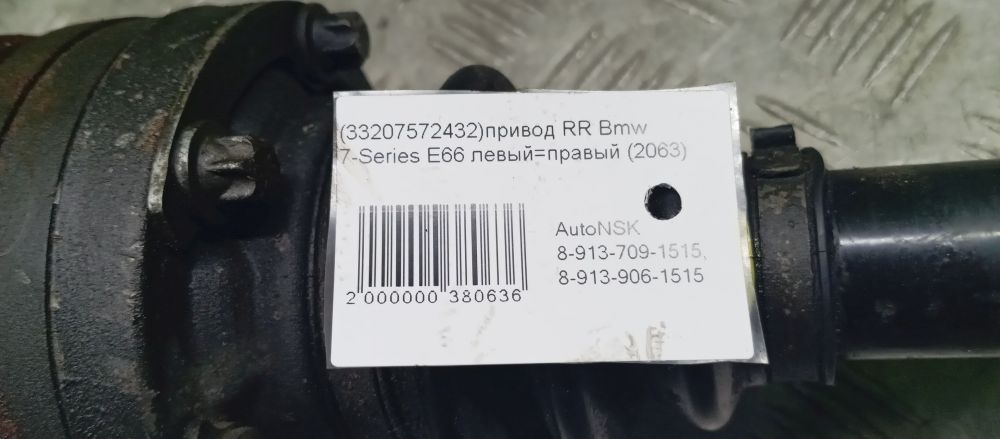 (33207572432)привод RR Bmw
7-Series E66 левый=правый (2063)
AutoNSK
8-913-709-1515,
8-913-906-1515
2 000000 380636